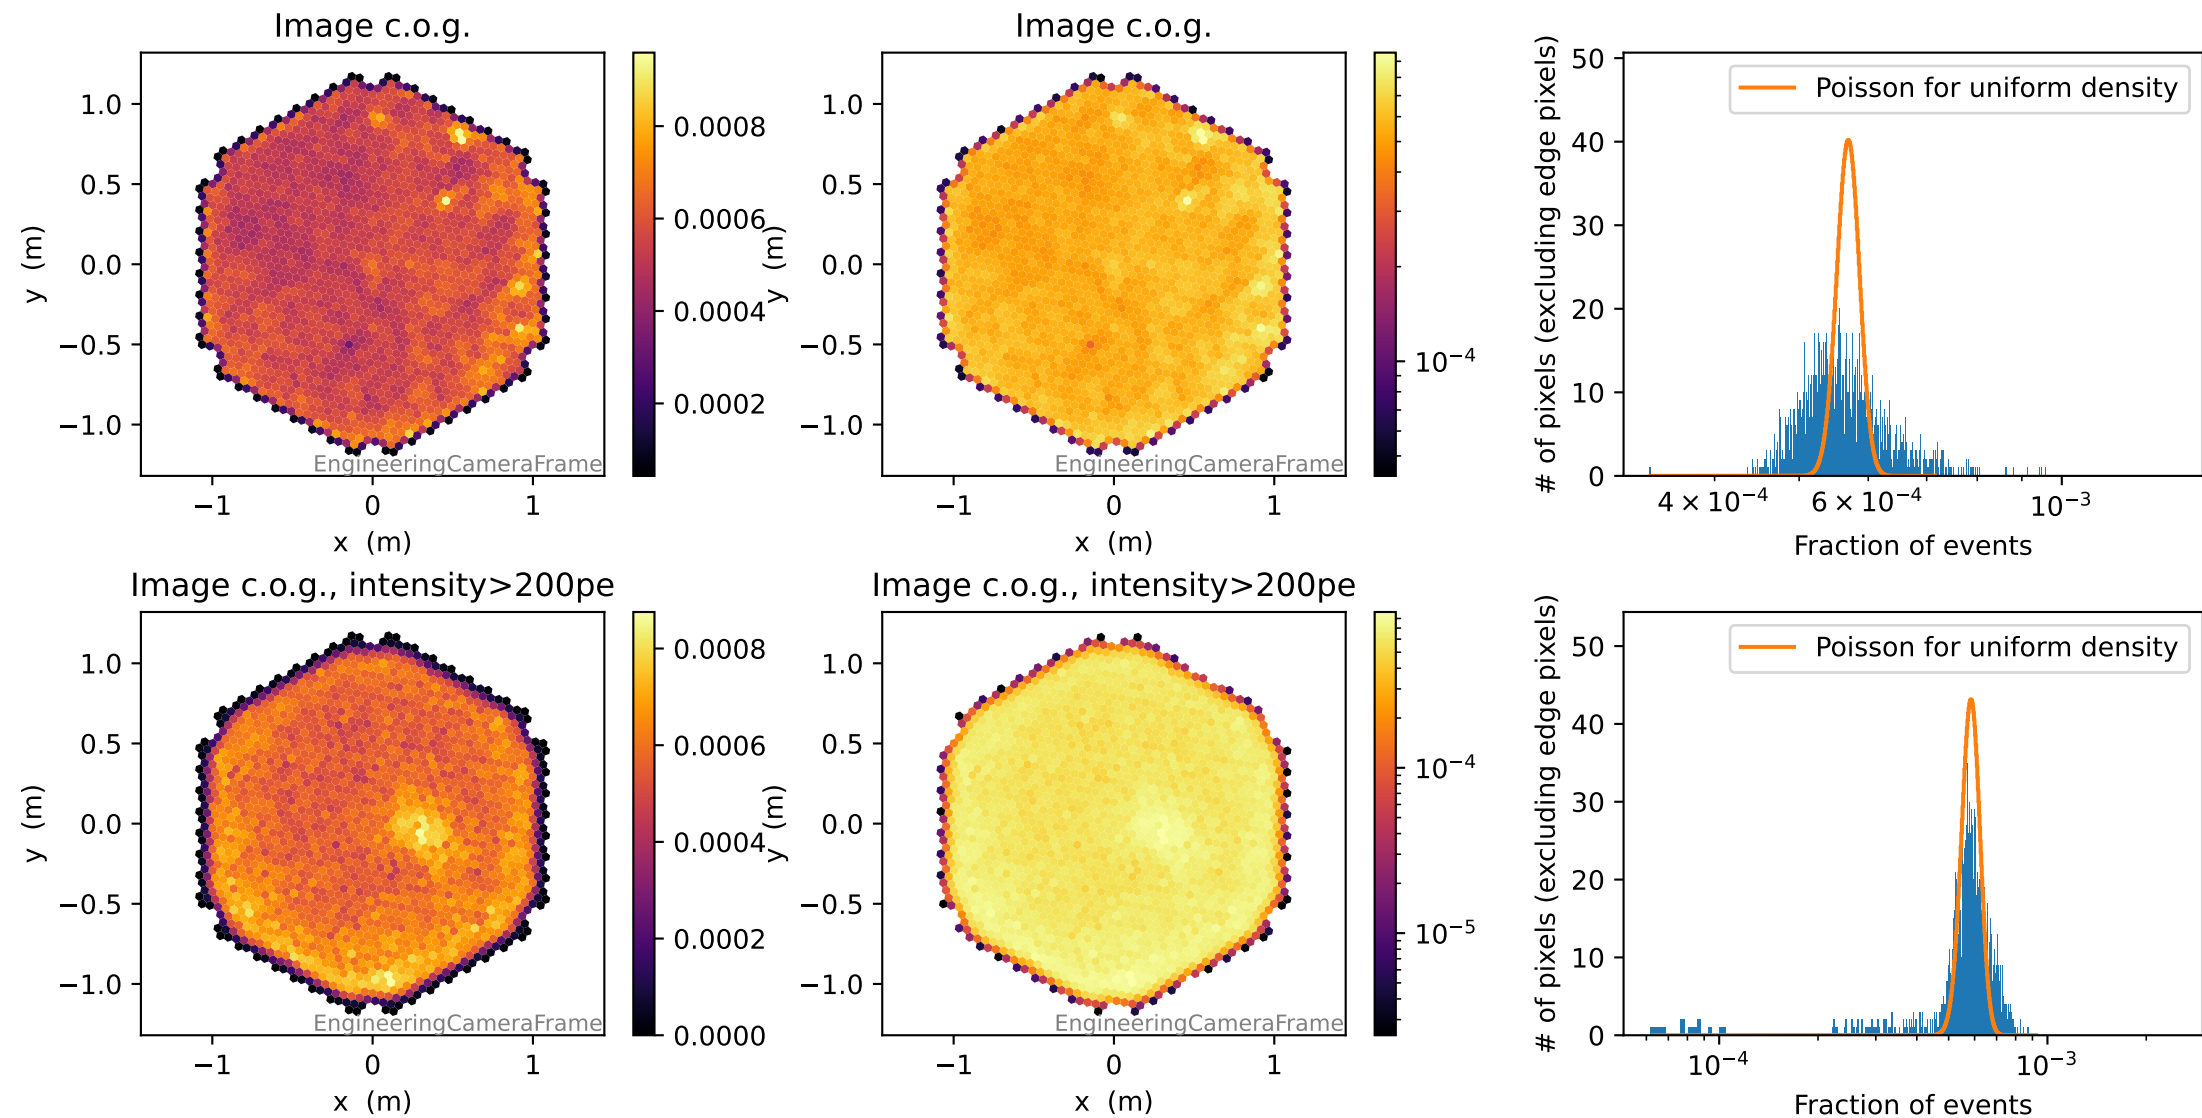 Image c.o.g.
1.0
0.5
0.0
−0.5
−1.0
y (m)
EngineeringCameraFrame
−1
0
1
x (m)
0.0008
0.0006
0.0004
0.0002
Image c.o.g.
1.0
0.5
0.0
−0.5
−1.0
y (m)
EngineeringCameraFrame
−1
0
1
x (m)
10⁻⁴
# of pixels (excluding edge pixels)
50
40
30
20
10
0
Poisson for uniform density
4 × 10⁻⁴
6 × 10⁻⁴
10⁻³
Fraction of events
Image c.o.g., intensity>200pe
1.0
0.5
0.0
−0.5
−1.0
y (m)
EngineeringCameraFrame
−1
0
1
x (m)
0.0008
0.0006
0.0004
0.0002
0.0000
Image c.o.g., intensity>200pe
1.0
0.5
0.0
−0.5
−1.0
y (m)
EngineeringCameraFrame
−1
0
1
x (m)
10⁻⁴
10⁻⁵
# of pixels (excluding edge pixels)
50
40
30
20
10
0
Poisson for uniform density
10⁻⁴
10⁻³
Fraction of events